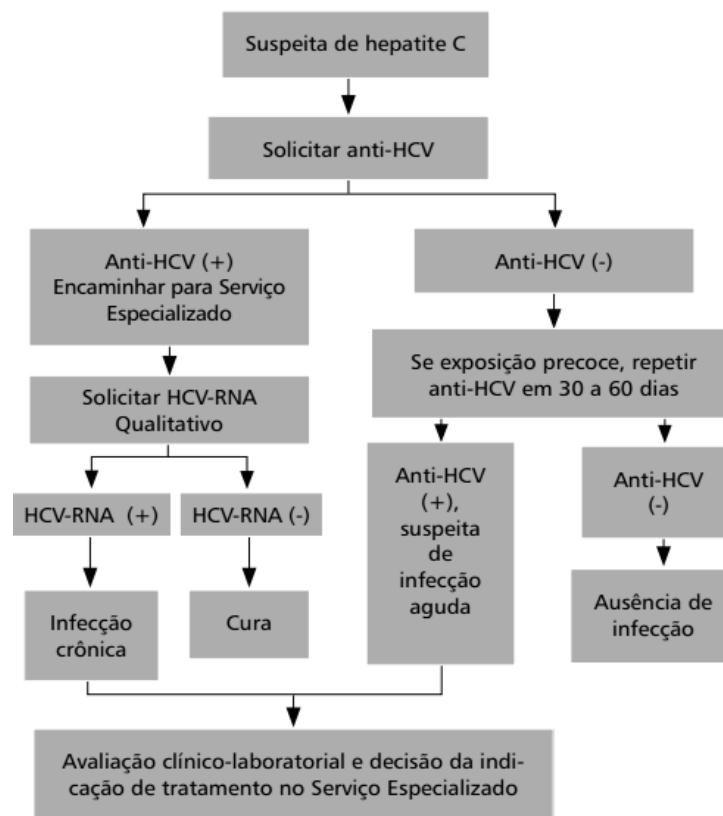 Suspeita de hepatite C
Solicitar anti-HCV
Anti-HCV (+)
Encaminhar para Serviço
Especializado
Anti-HCV (-)
Se exposição precoce, repetir
anti-HCV em 30 a 60 dias
Solicitar HCV-RNA
Qualitativo
HCV-RNA (+)
HCV-RNA (-)
Anti-HCV
(+),
suspeita
de
infecção
aguda
Anti-HCV
(-)
Infecção
crônica
Cura
Ausência de
infecção
Avaliação clínico-laboratorial e decisão da indi-
cação de tratamento no Serviço Especializado